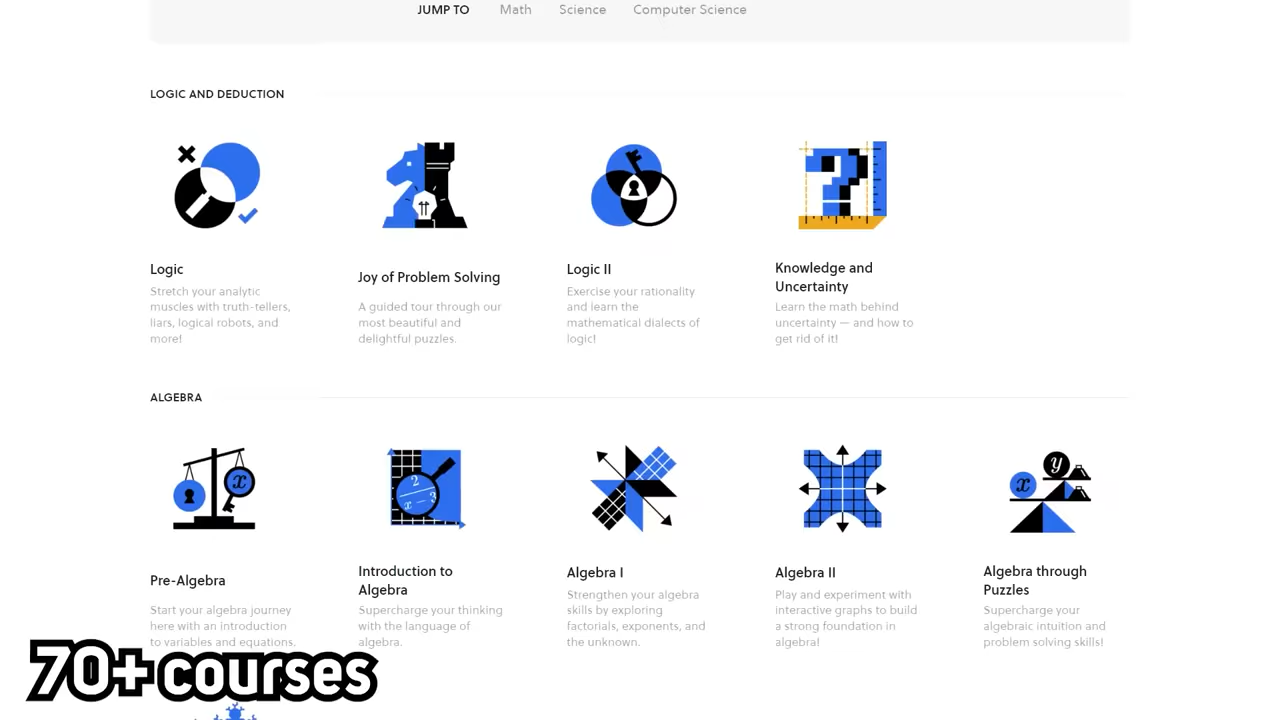 JUMP TO Math Science Computer Science
LOGIC AND DEDUCTION
Logic
Stretch your analytic
muscles with truth-tellers,
liars, logical robots, and
more!
Joy of Problem Solving
A guided tour through our
most beautiful and
delightful puzzles.
Logic II
Exercise your rationality
and learn the
mathematical dialects of
logic!
Knowledge and
Uncertainty
Learn the math behind
uncertainty — and how to
get rid of it!
ALGEBRA
x
2
x - 3
x
y
Pre-Algebra
Start your algebra journey
here with an introduction
to variables and equations.
Introduction to
Algebra
Supercharge your thinking
with the language of
algebra.
Algebra I
Strengthen your algebra
skills by exploring
factorials, exponents, and
the unknown.
Algebra II
Play and experiment with
interactive graphs to build
a strong foundation in
algebra!
Algebra through
Puzzles
Supercharge your
algebraic intuition and
problem solving skills!
70+ courses